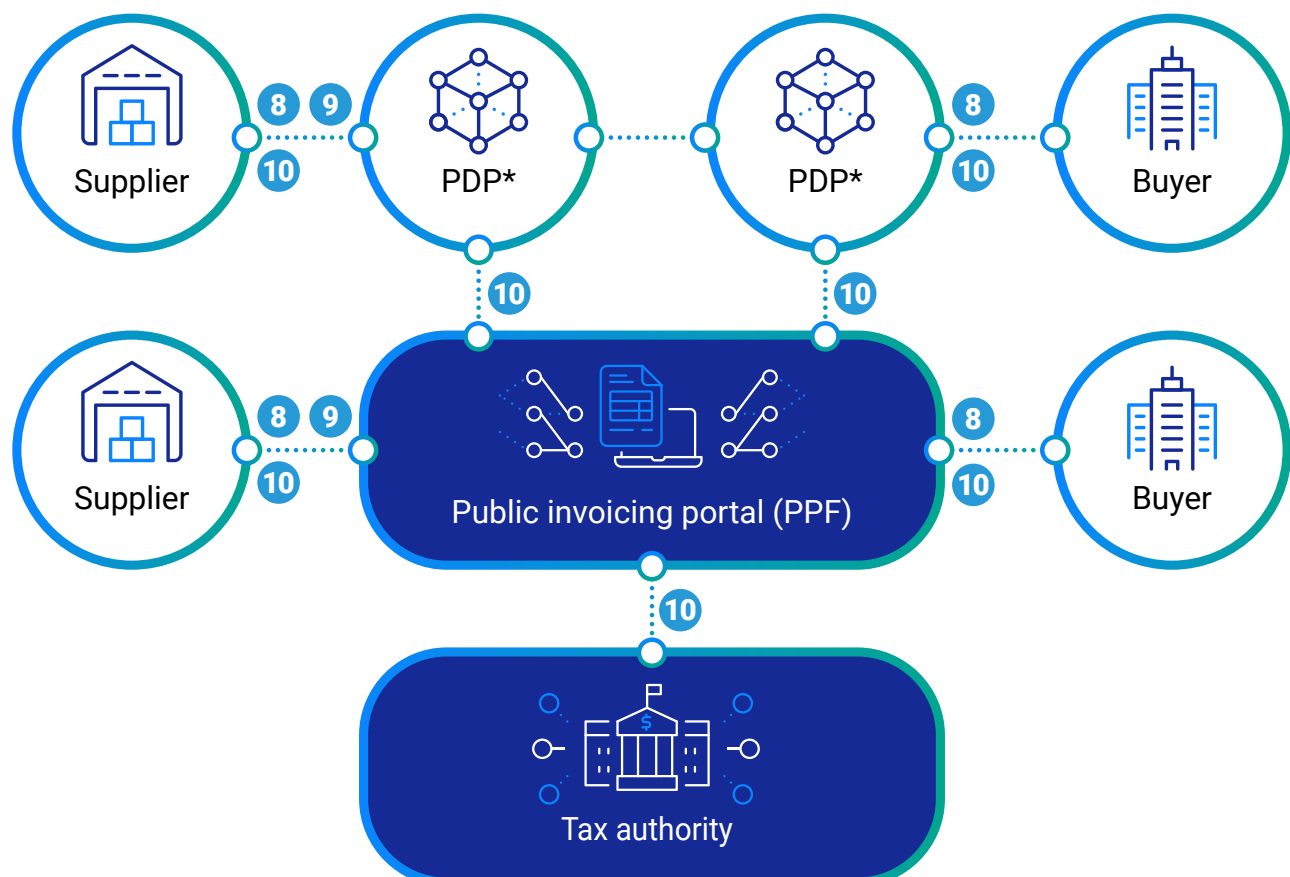 8 9
8
Supplier
PDP*
PDP*
Buyer
10
10
10
10
8 9
8
Supplier
Public invoicing portal (PPF)
Buyer
10
10
10
$
Tax authority